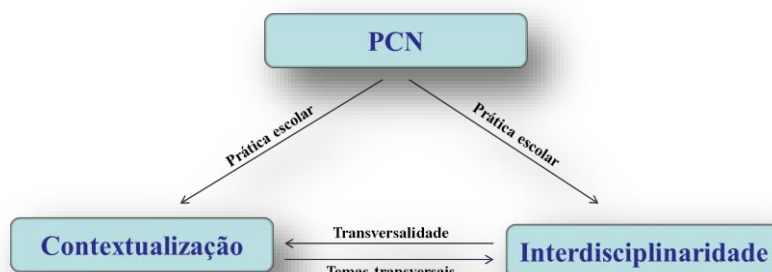 PCN
Prática escolar
Prática escolar
Transversalidade
Contextualização
Interdisciplinaridade
Temas transversais